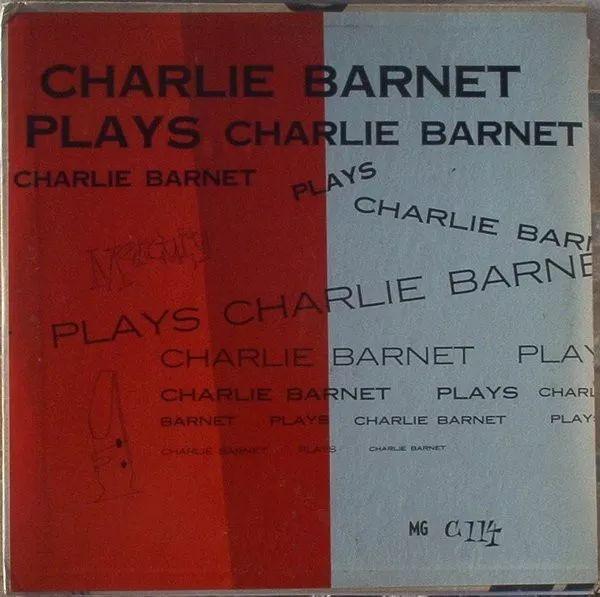 CHARLIE BARNET
PLAYS CHARLIE BARNET
CHARLIE BARNET PLAYS
CHARLIE BARN
Mercury
PLAYS CHARLIE BARNE
CHARLIE BARNET PLAY
CHARLIE BARNET PLAYS CHARL
BARNET PLAYS CHARLIE BARNET PLAYS
CHARLIE BARNET PLAYS CHARLIE BARNET
MG C114